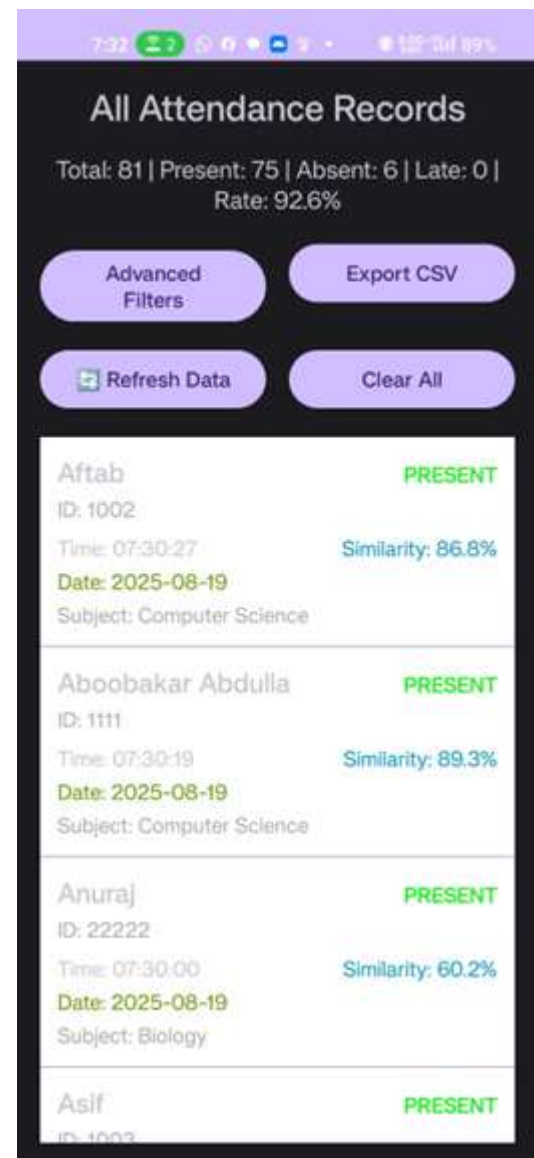 7:32 2 89%
All Attendance Records
Total: 81 | Present: 75 | Absent: 6 | Late: 0 |
Rate: 92.6%
Advanced
Filters
Export CSV
Refresh Data
Clear All
Aftab
PRESENT
ID: 1002
Time: 07:30:27
Similarity: 86.8%
Date: 2025-08-19
Subject: Computer Science
Aboobakar Abdulla
PRESENT
ID: 1111
Time: 07:30:19
Similarity: 89.3%
Date: 2025-08-19
Subject: Computer Science
Anuraj
PRESENT
ID: 22222
Time: 07:30:00
Similarity: 60.2%
Date: 2025-08-19
Subject: Biology
Asif
PRESENT
ID: 1003